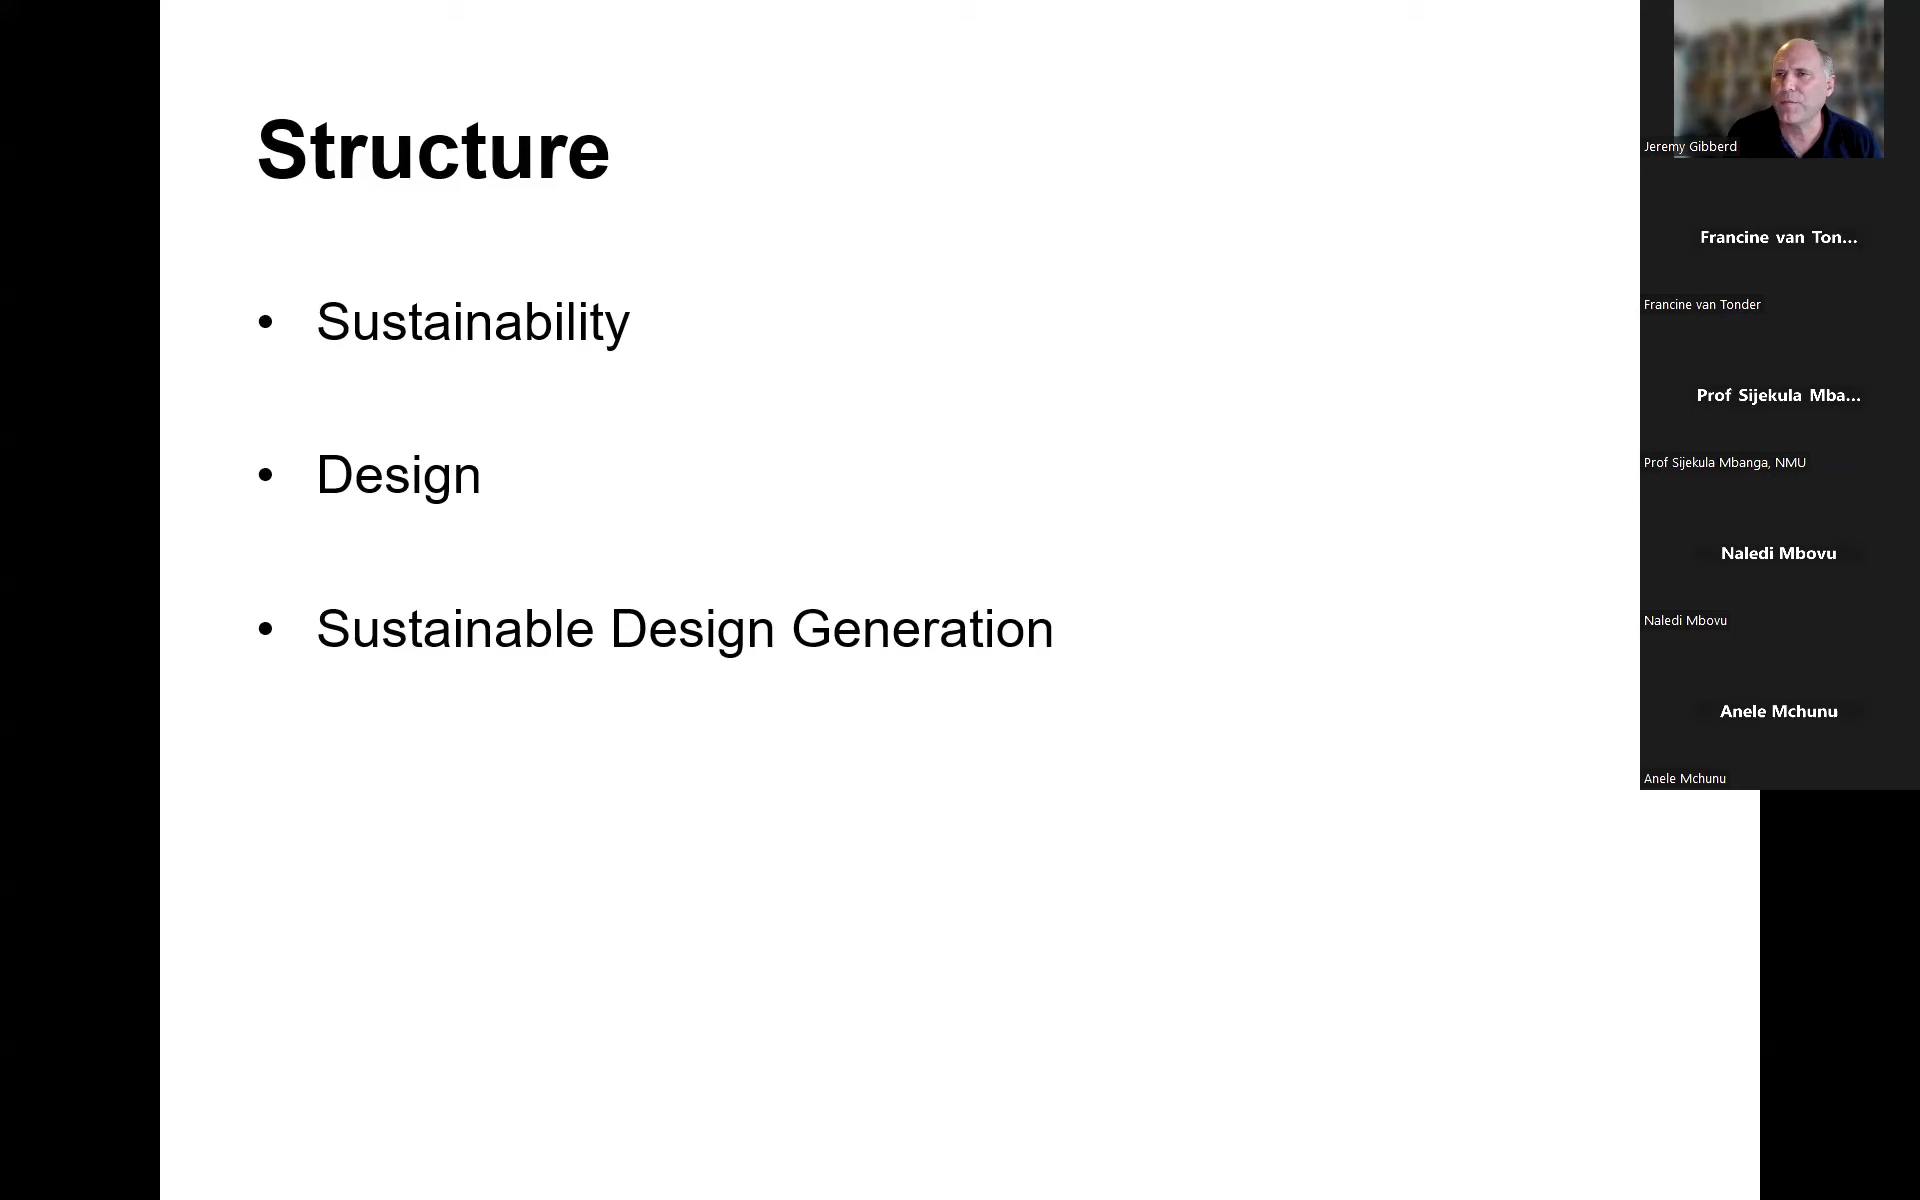 Structure
• Sustainability
• Design
• Sustainable Design Generation
Jeremy Gibberd
Francine van Ton...
Francine van Tonder
Prof Sijekula Mba...
Prof Sijekula Mbanga, NMU
Naledi Mbovu
Naledi Mbovu
Anele Mchunu
Anele Mchunu